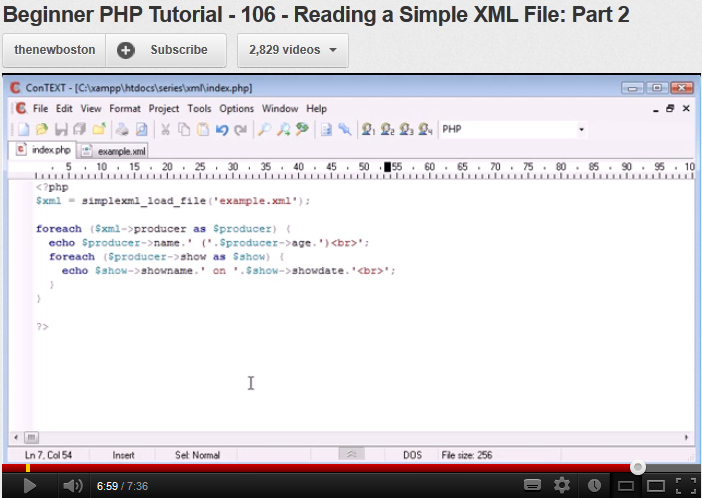 Beginner PHP Tutorial - 106 - Reading a Simple XML File: Part 2
thenewboston Subscribe 2,829 videos
ConTEXT - [C:\xampp\htdocs\series\xml\index.php]
File Edit View Format Project Tools Options Window Help
PHP
index.php example.xml
5 10 15 20 25 30 35 40 45 50 55 60 65 70 75 80 85 90 95 10
<?php
$xml = simplexml_load_file('example.xml');
foreach ($xml->producer as $producer) {
echo $producer->name.' ('.$producer->age.')<br>';
foreach ($producer->show as $show) {
echo $show->showname.' on '.$show->showdate.'<br>';
}
}
?>
Ln 7, Col 54 Insert Sel: Normal DOS File size: 256
6:59 / 7:36